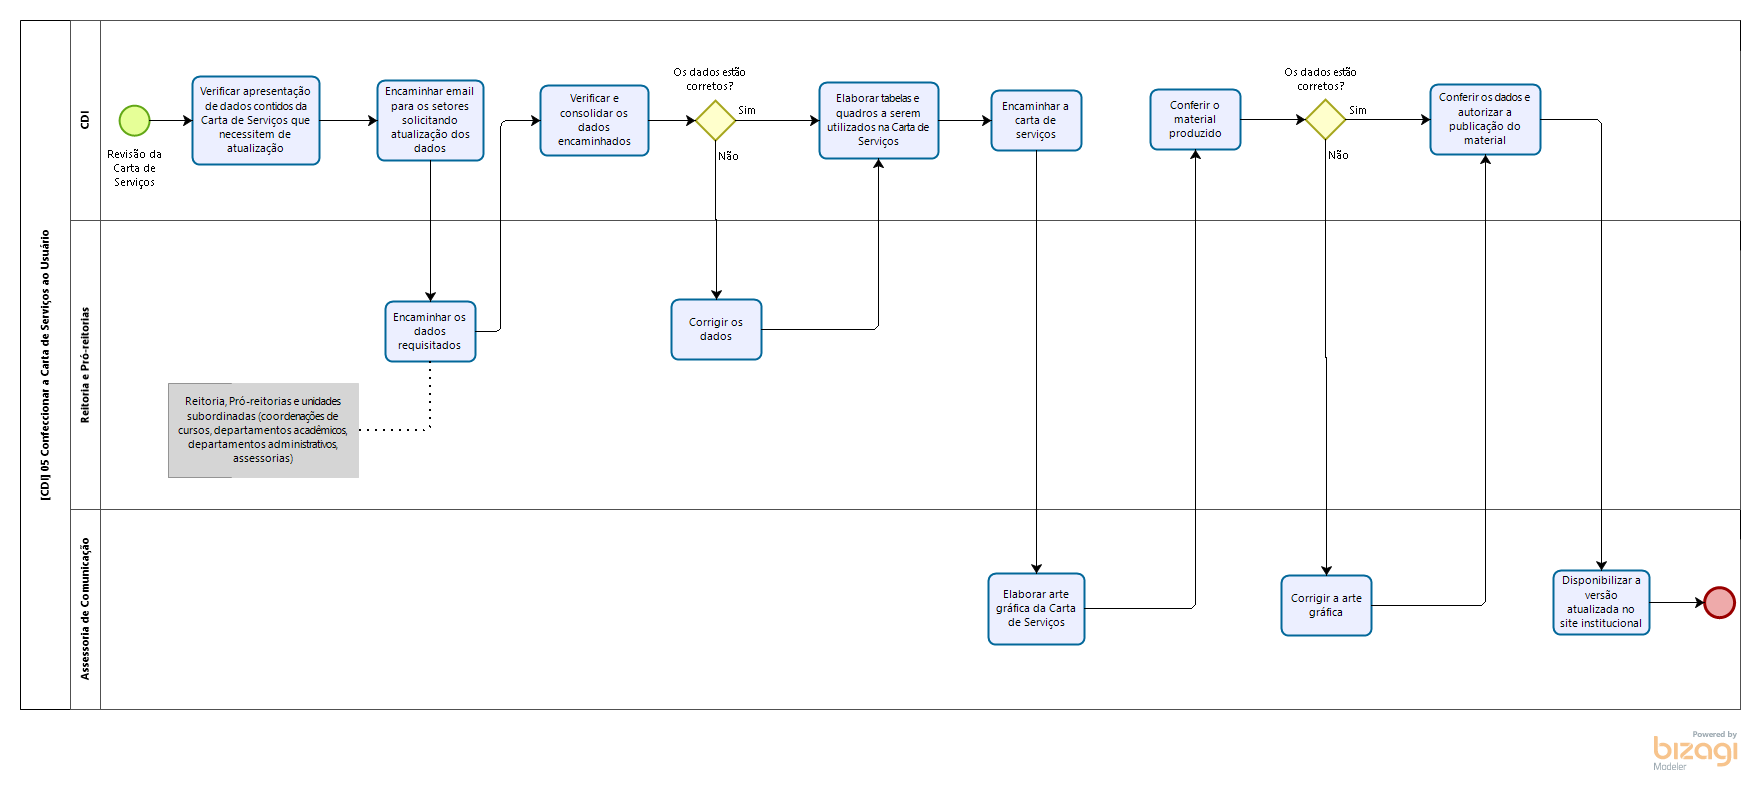 [CDI] 05 Confeccionar a Carta de Serviços ao Usuário
CDI
Revisão da
Carta de
Serviços
Verificar apresentação
de dados contidos da
Carta de Serviços que
necessitem de
atualização
Encaminhar email
para os setores
solicitando
atualização dos
dados
Verificar e
consolidar os
dados
encaminhados
Os dados estão
corretos?
Sim
Não
Elaborar tabelas e
quadros a serem
utilizados na Carta de
Serviços
Encaminhar a
carta de
serviços
Conferir o
material
produzido
Os dados estão
corretos?
Sim
Não
Conferir os dados e
autorizar a
publicação do
material
Reitoria e Pró-reitorias
Encaminhar os
dados
requisitados
Corrigir os
dados
Reitoria, Pró-reitorias e unidades
subordinadas (coordenações de
cursos, departamentos acadêmicos,
departamentos administrativos,
assessorias)
Assessoria de Comunicação
Elaborar arte
gráfica da Carta
de Serviços
Corrigir a arte
gráfica
Disponibilizar a
versão
atualizada no
site institucional
Powered by
bizagi
Modeler